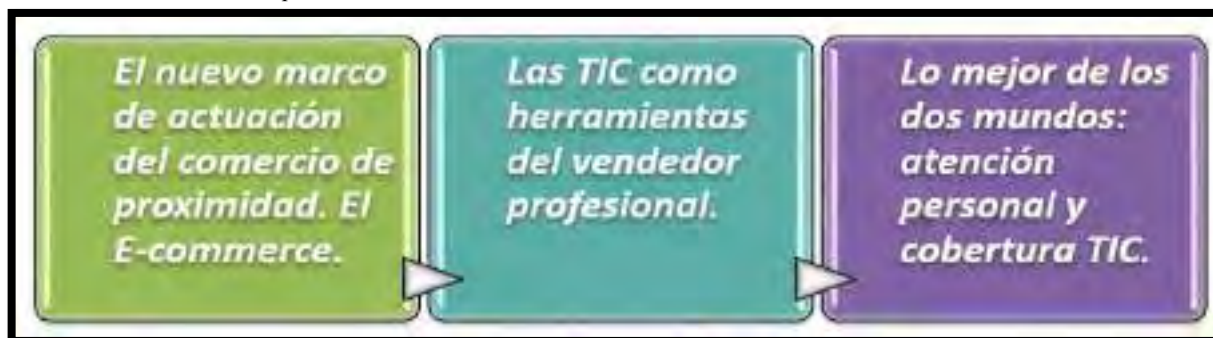 El nuevo marco
de actuación
del comercio de
proximidad. El
E-commerce.
Las TIC como
herramientas
del vendedor
profesional.
Lo mejor de los
dos mundos:
atención
personal y
cobertura TIC.